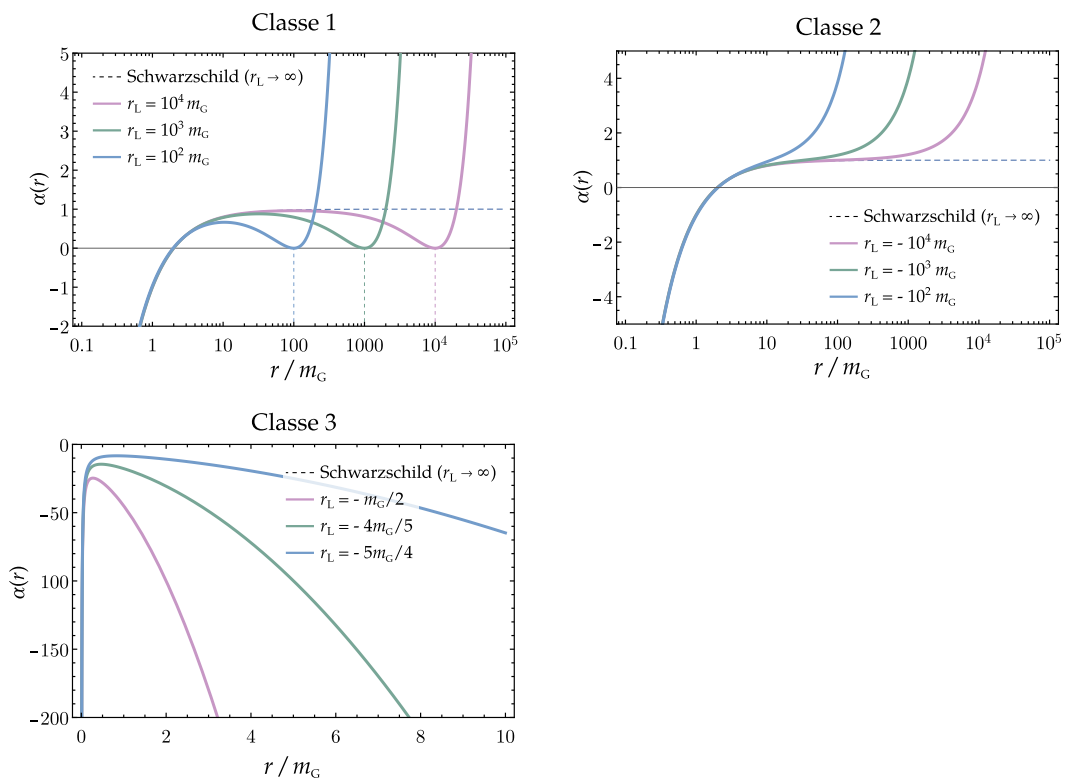 Classe 1
5
4
3
2
1
0
-1
-2
α(r)
Schwarzschild (r_L → ∞)
r_L = 10^4 m_G
r_L = 10^3 m_G
r_L = 10^2 m_G
0.1 1 10 100 1000 10^4 10^5
r / m_G
Classe 2
4
2
0
-2
-4
α(r)
Schwarzschild (r_L → ∞)
r_L = - 10^4 m_G
r_L = - 10^3 m_G
r_L = - 10^2 m_G
0.1 1 10 100 1000 10^4 10^5
r / m_G
Classe 3
0
-50
-100
-150
-200
α(r)
Schwarzschild (r_L → ∞)
r_L = - m_G/2
r_L = - 4m_G/5
r_L = - 5m_G/4
0 2 4 6 8 10
r / m_G